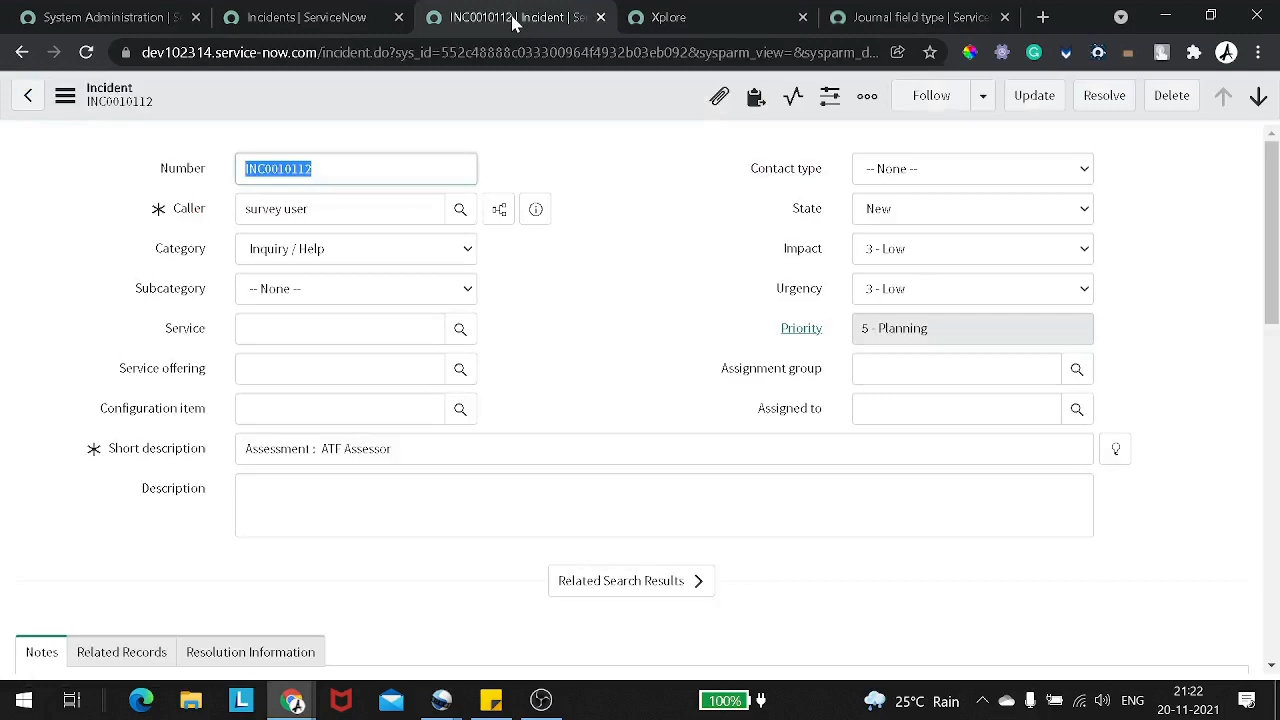 System Administration | S
Incidents | ServiceNow
INC0010112 | Incident | Se
Xplore
Journal field type | Service
dev102314.service-now.com/incident.do?sys_id=552c48888c033300964f4932b03eb092&sysparm_view=&sysparm_d...
Incident
INC0010112
Follow
Update
Resolve
Delete
Number
INC0010112
Contact type
-- None --
Caller
survey user
State
New
Category
Inquiry / Help
Impact
3 - Low
Subcategory
-- None --
Urgency
3 - Low
Service
Priority
5 - Planning
Service offering
Assignment group
Configuration item
Assigned to
Short description
Assessment : ATF Assessor
Description
Related Search Results
Notes
Related Records
Resolution Information
L
100%
25°C Rain
ENG
21:22
20-11-2021